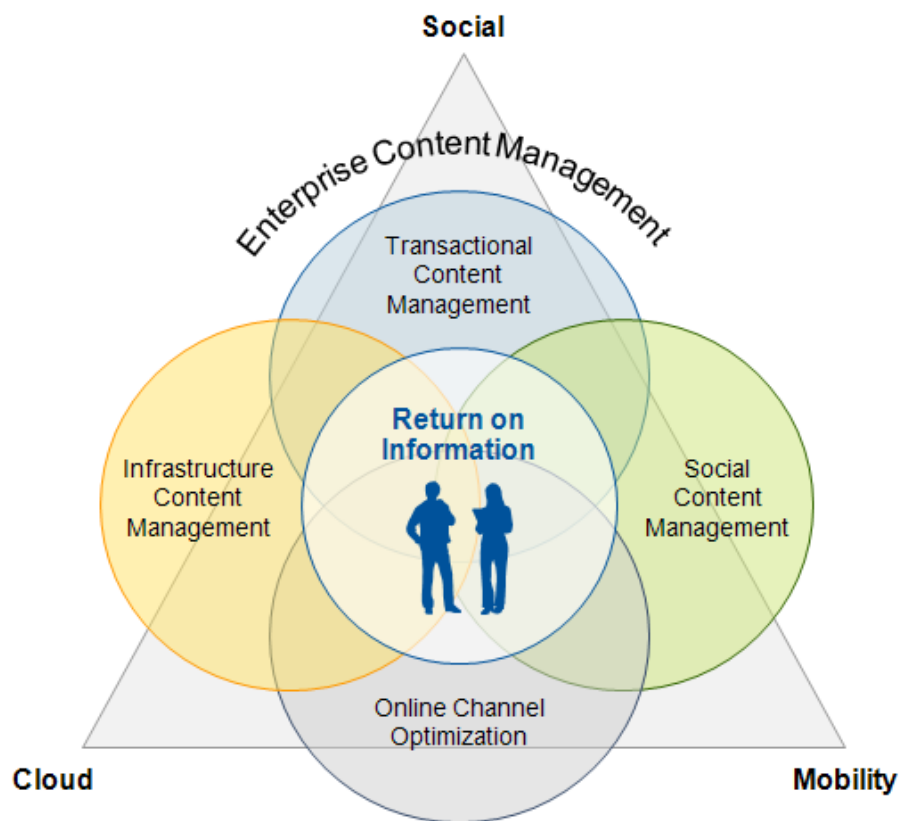 Social
Enterprise Content Management
Transactional
Content
Management
Return on
Information
Infrastructure
Content
Management
Social
Content
Management
Online Channel
Optimization
Cloud
Mobility